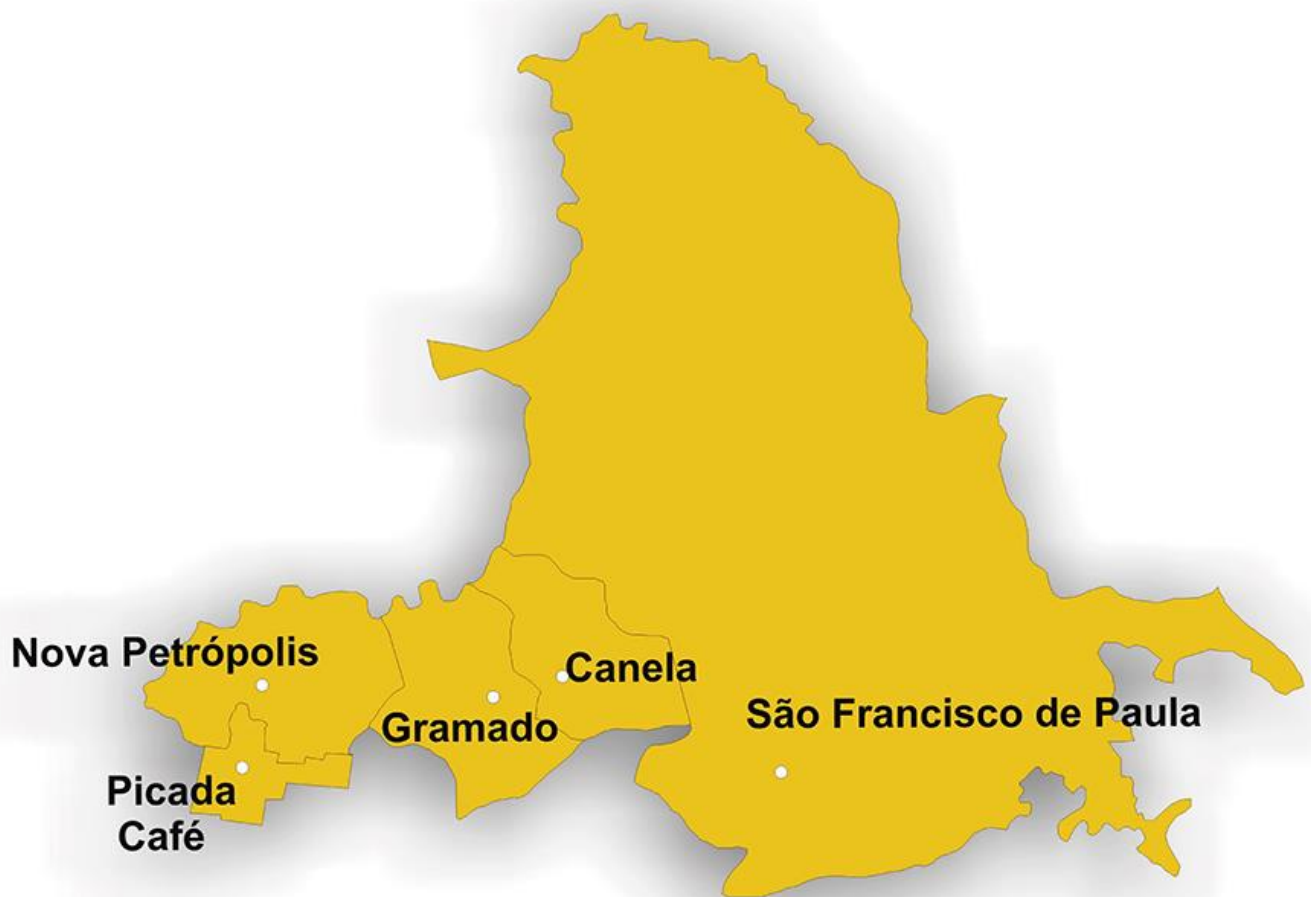 Nova Petrópolis
Canela
São Francisco de Paula
Gramado
Picada
Café